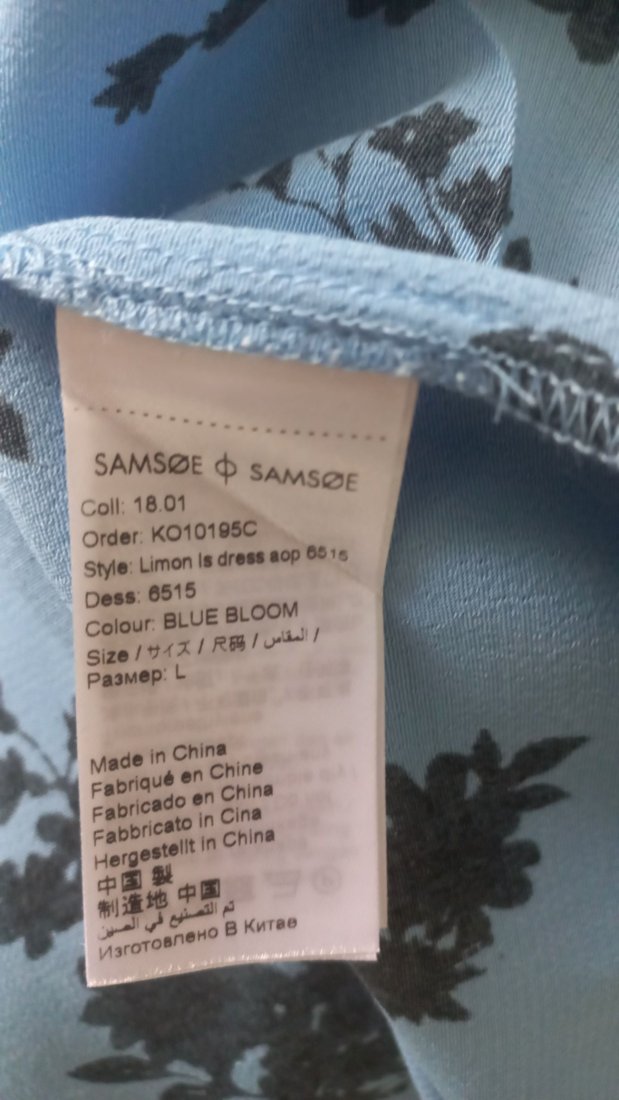 SAMSØE ф SAMSØE
Coll: 18.01
Order: KO10195C
Style: Limon ls dress aop 6515
Dess: 6515
Colour: BLUE BLOOM
Size / サイズ / 尺码 / المقاس /
Размер: L
Made in China
Fabriqué en Chine
Fabricado en China
Fabbricato in Cina
Hergestellt in China
中国 製
制造地 中国
تم التصنيع في الصين
Изготовлено В Китае